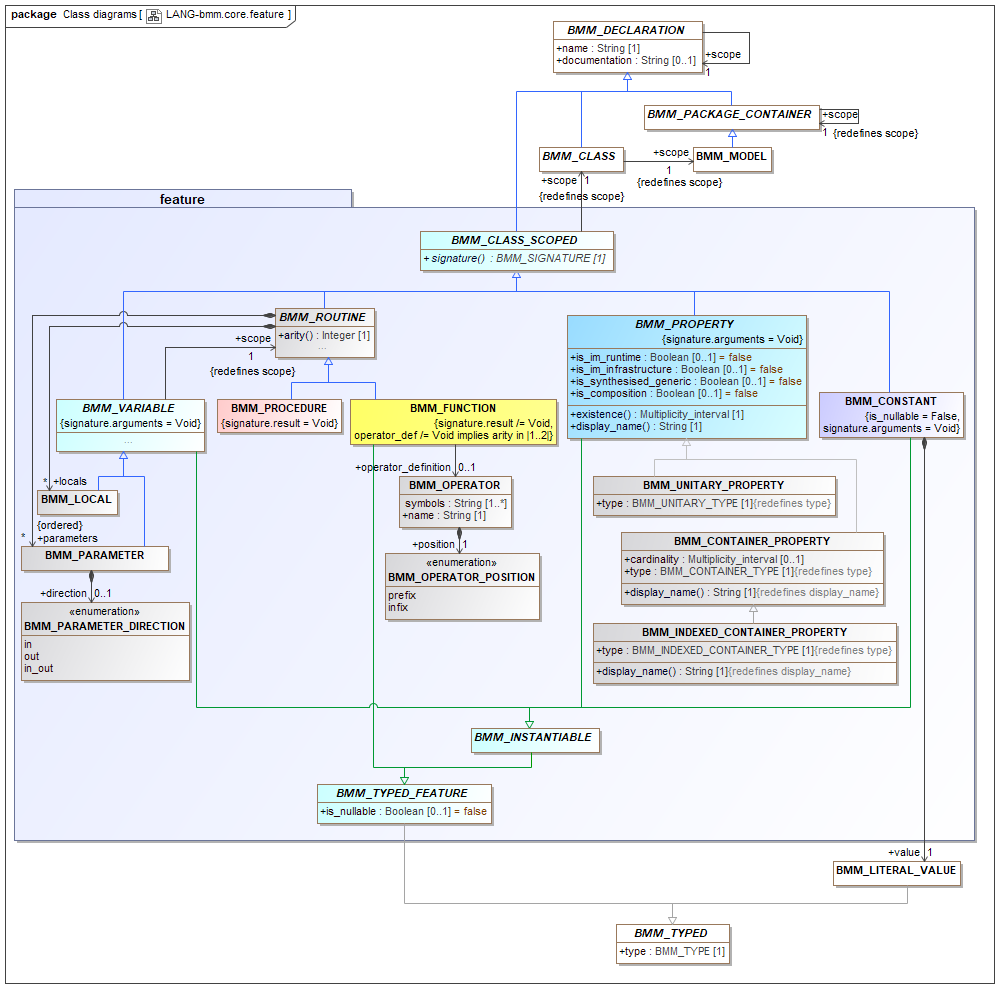 package Class diagrams [ LANG-bmm.core.feature ]
BMM_DECLARATION
+name : String [1]
+documentation : String [0..1]
+scope
1
BMM_PACKAGE_CONTAINER
+scope
1 {redefines scope}
BMM_CLASS
+scope
1
{redefines scope}
BMM_MODEL
+scope 1
{redefines scope}
feature
BMM_CLASS_SCOPED
+ signature() : BMM_SIGNATURE [1]
BMM_ROUTINE
+arity() : Integer [1]
...
+scope
1
{redefines scope}
BMM_PROPERTY
{signature.arguments = Void}
+is_im_runtime : Boolean [0..1] = false
+is_im_infrastructure : Boolean [0..1] = false
+is_synthesised_generic : Boolean [0..1] = false
+is_composition : Boolean [0..1] = false
+existence() : Multiplicity_interval [1]
+display_name() : String [1]
BMM_VARIABLE
{signature.arguments = Void}
...
BMM_PROCEDURE
{signature.result = Void}
BMM_FUNCTION
{signature.result /= Void,
operator_def /= Void implies arity in |1..2|}
BMM_CONSTANT
{is_nullable = False,
signature.arguments = Void}
+operator_definition 0..1
* +locals
BMM_LOCAL
{ordered}
+parameters
*
BMM_OPERATOR
symbols : String [1..*]
+name : String [1]
BMM_UNITARY_PROPERTY
+type : BMM_UNITARY_TYPE [1]{redefines type}
BMM_PARAMETER
+position 1
BMM_CONTAINER_PROPERTY
+cardinality : Multiplicity_interval [0..1]
+type : BMM_CONTAINER_TYPE [1]{redefines type}
+display_name() : String [1]{redefines display_name}
«enumeration»
BMM_OPERATOR_POSITION
prefix
infix
+direction 0..1
«enumeration»
BMM_PARAMETER_DIRECTION
in
out
in_out
BMM_INDEXED_CONTAINER_PROPERTY
+type : BMM_INDEXED_CONTAINER_TYPE [1]{redefines type}
+display_name() : String [1]{redefines display_name}
BMM_INSTANTIABLE
BMM_TYPED_FEATURE
+is_nullable : Boolean [0..1] = false
+value 1
BMM_LITERAL_VALUE
BMM_TYPED
+type : BMM_TYPE [1]